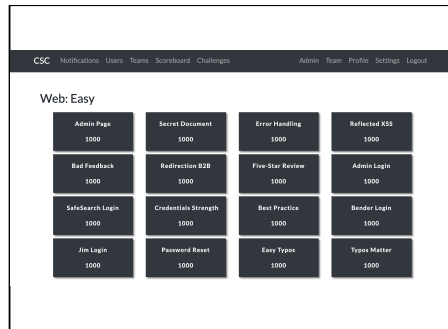 CSC Notifications Users Teams Scoreboard Challenges Admin Team Profile Settings Logout
Web: Easy
Admin Page Secret Document Error Handling Reflected XSS
1000 1000 1000 1000
Bad Feedback Redirection B2B Five-Star Review Admin Login
1000 1000 1000 1000
SafeSearch Login Credentials Strength Best Practice Bender Login
1000 1000 1000 1000
Jim Login Password Reset Easy Typos Typos Matter
1000 1000 1000 1000